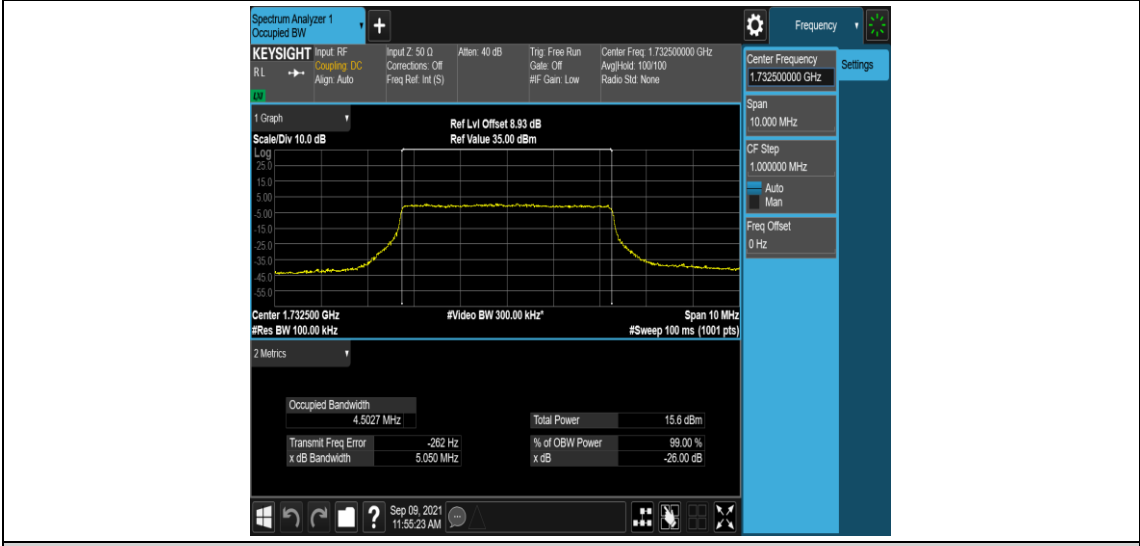 Spectrum Analyzer 1
Occupied BW
Frequency
KEYSIGHT
RL
LM
Input: RF
Coupling: DC
Align: Auto
Input Z: 50 Ω
Corrections: Off
Freq Ref: Int (S)
Atten: 40 dB
Trig: Free Run
Gate: Off
#IF Gain: Low
Center Freq: 1.732500000 GHz
Avg|Hold: 100/100
Radio Std: None
Center Frequency
1.732500000 GHz
Settings
Span
10.000 MHz
CF Step
1.000000 MHz
Auto
Man
Freq Offset
0 Hz
1 Graph
Scale/Div 10.0 dB
Ref Lvl Offset 8.93 dB
Ref Value 35.00 dBm
Log
25.0
15.0
5.00
-5.00
-15.0
-25.0
-35.0
-45.0
-55.0
Center 1.732500 GHz
#Video BW 300.00 kHz*
Span 10 MHz
#Res BW 100.00 kHz
#Sweep 100 ms (1001 pts)
2 Metrics
Occupied Bandwidth
4.5027 MHz
Total Power 15.6 dBm
Transmit Freq Error -262 Hz
% of OBW Power 99.00 %
x dB Bandwidth 5.050 MHz
x dB -26.00 dB
?
Sep 09, 2021
11:55:23 AM